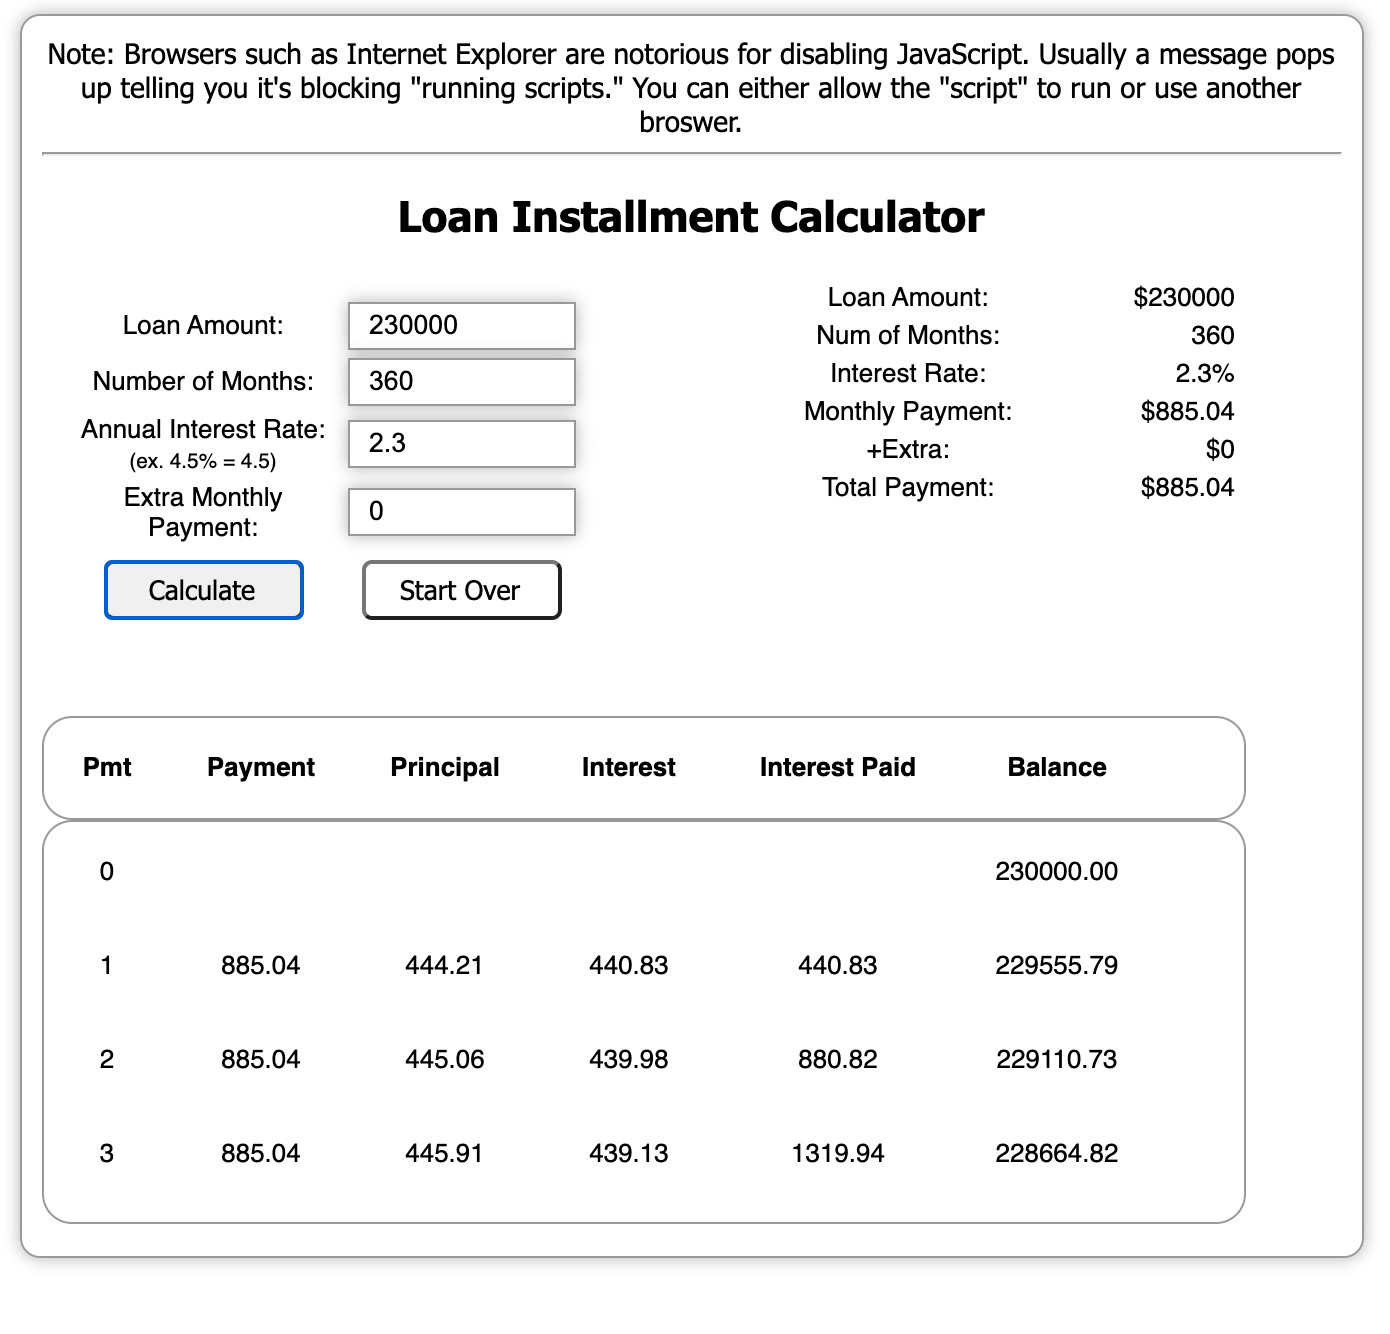 Note: Browsers such as Internet Explorer are notorious for disabling JavaScript. Usually a message pops
up telling you it's blocking "running scripts." You can either allow the "script" to run or use another
broswer.
Loan Installment Calculator
Loan Amount: 230000
Number of Months: 360
Annual Interest Rate: 2.3
(ex. 4.5% = 4.5)
Extra Monthly
Payment: 0
Calculate Start Over
Loan Amount: $230000
Num of Months: 360
Interest Rate: 2.3%
Monthly Payment: $885.04
+Extra: $0
Total Payment: $885.04
Pmt Payment Principal Interest Interest Paid Balance
0 230000.00
1 885.04 444.21 440.83 440.83 229555.79
2 885.04 445.06 439.98 880.82 229110.73
3 885.04 445.91 439.13 1319.94 228664.82